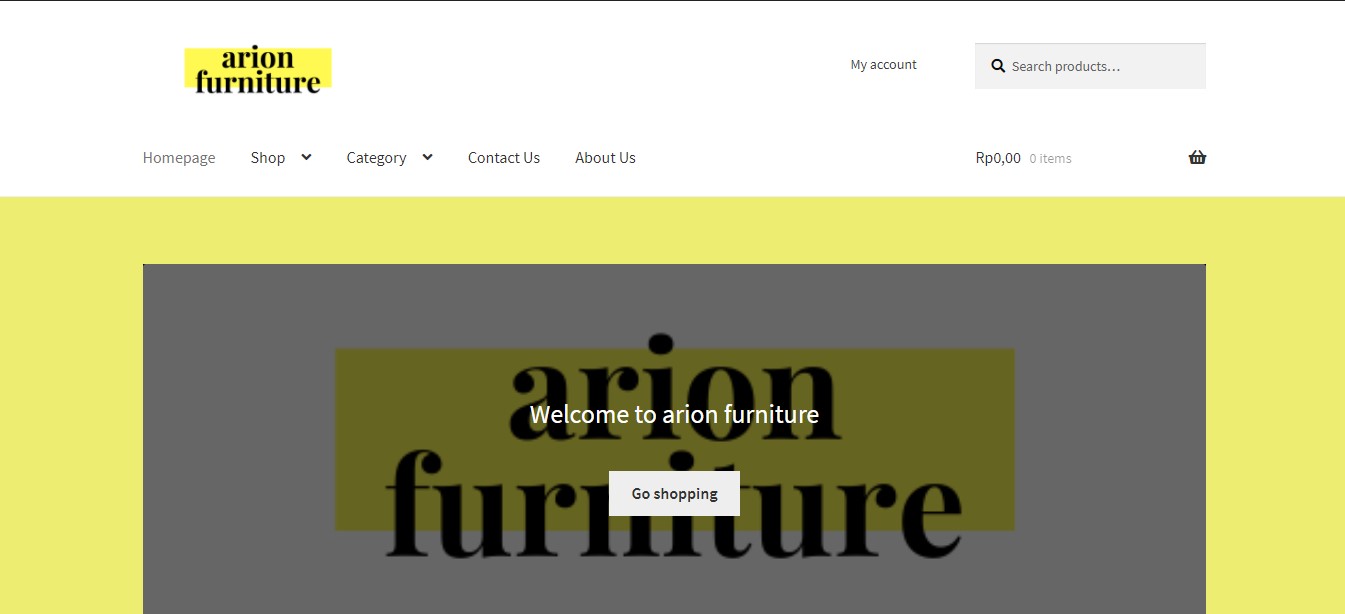 arion
furniture
My account
Search products…
Homepage
Shop
Category
Contact Us
About Us
Rp0,00 0 items
arion
furniture
Welcome to arion furniture
Go shopping